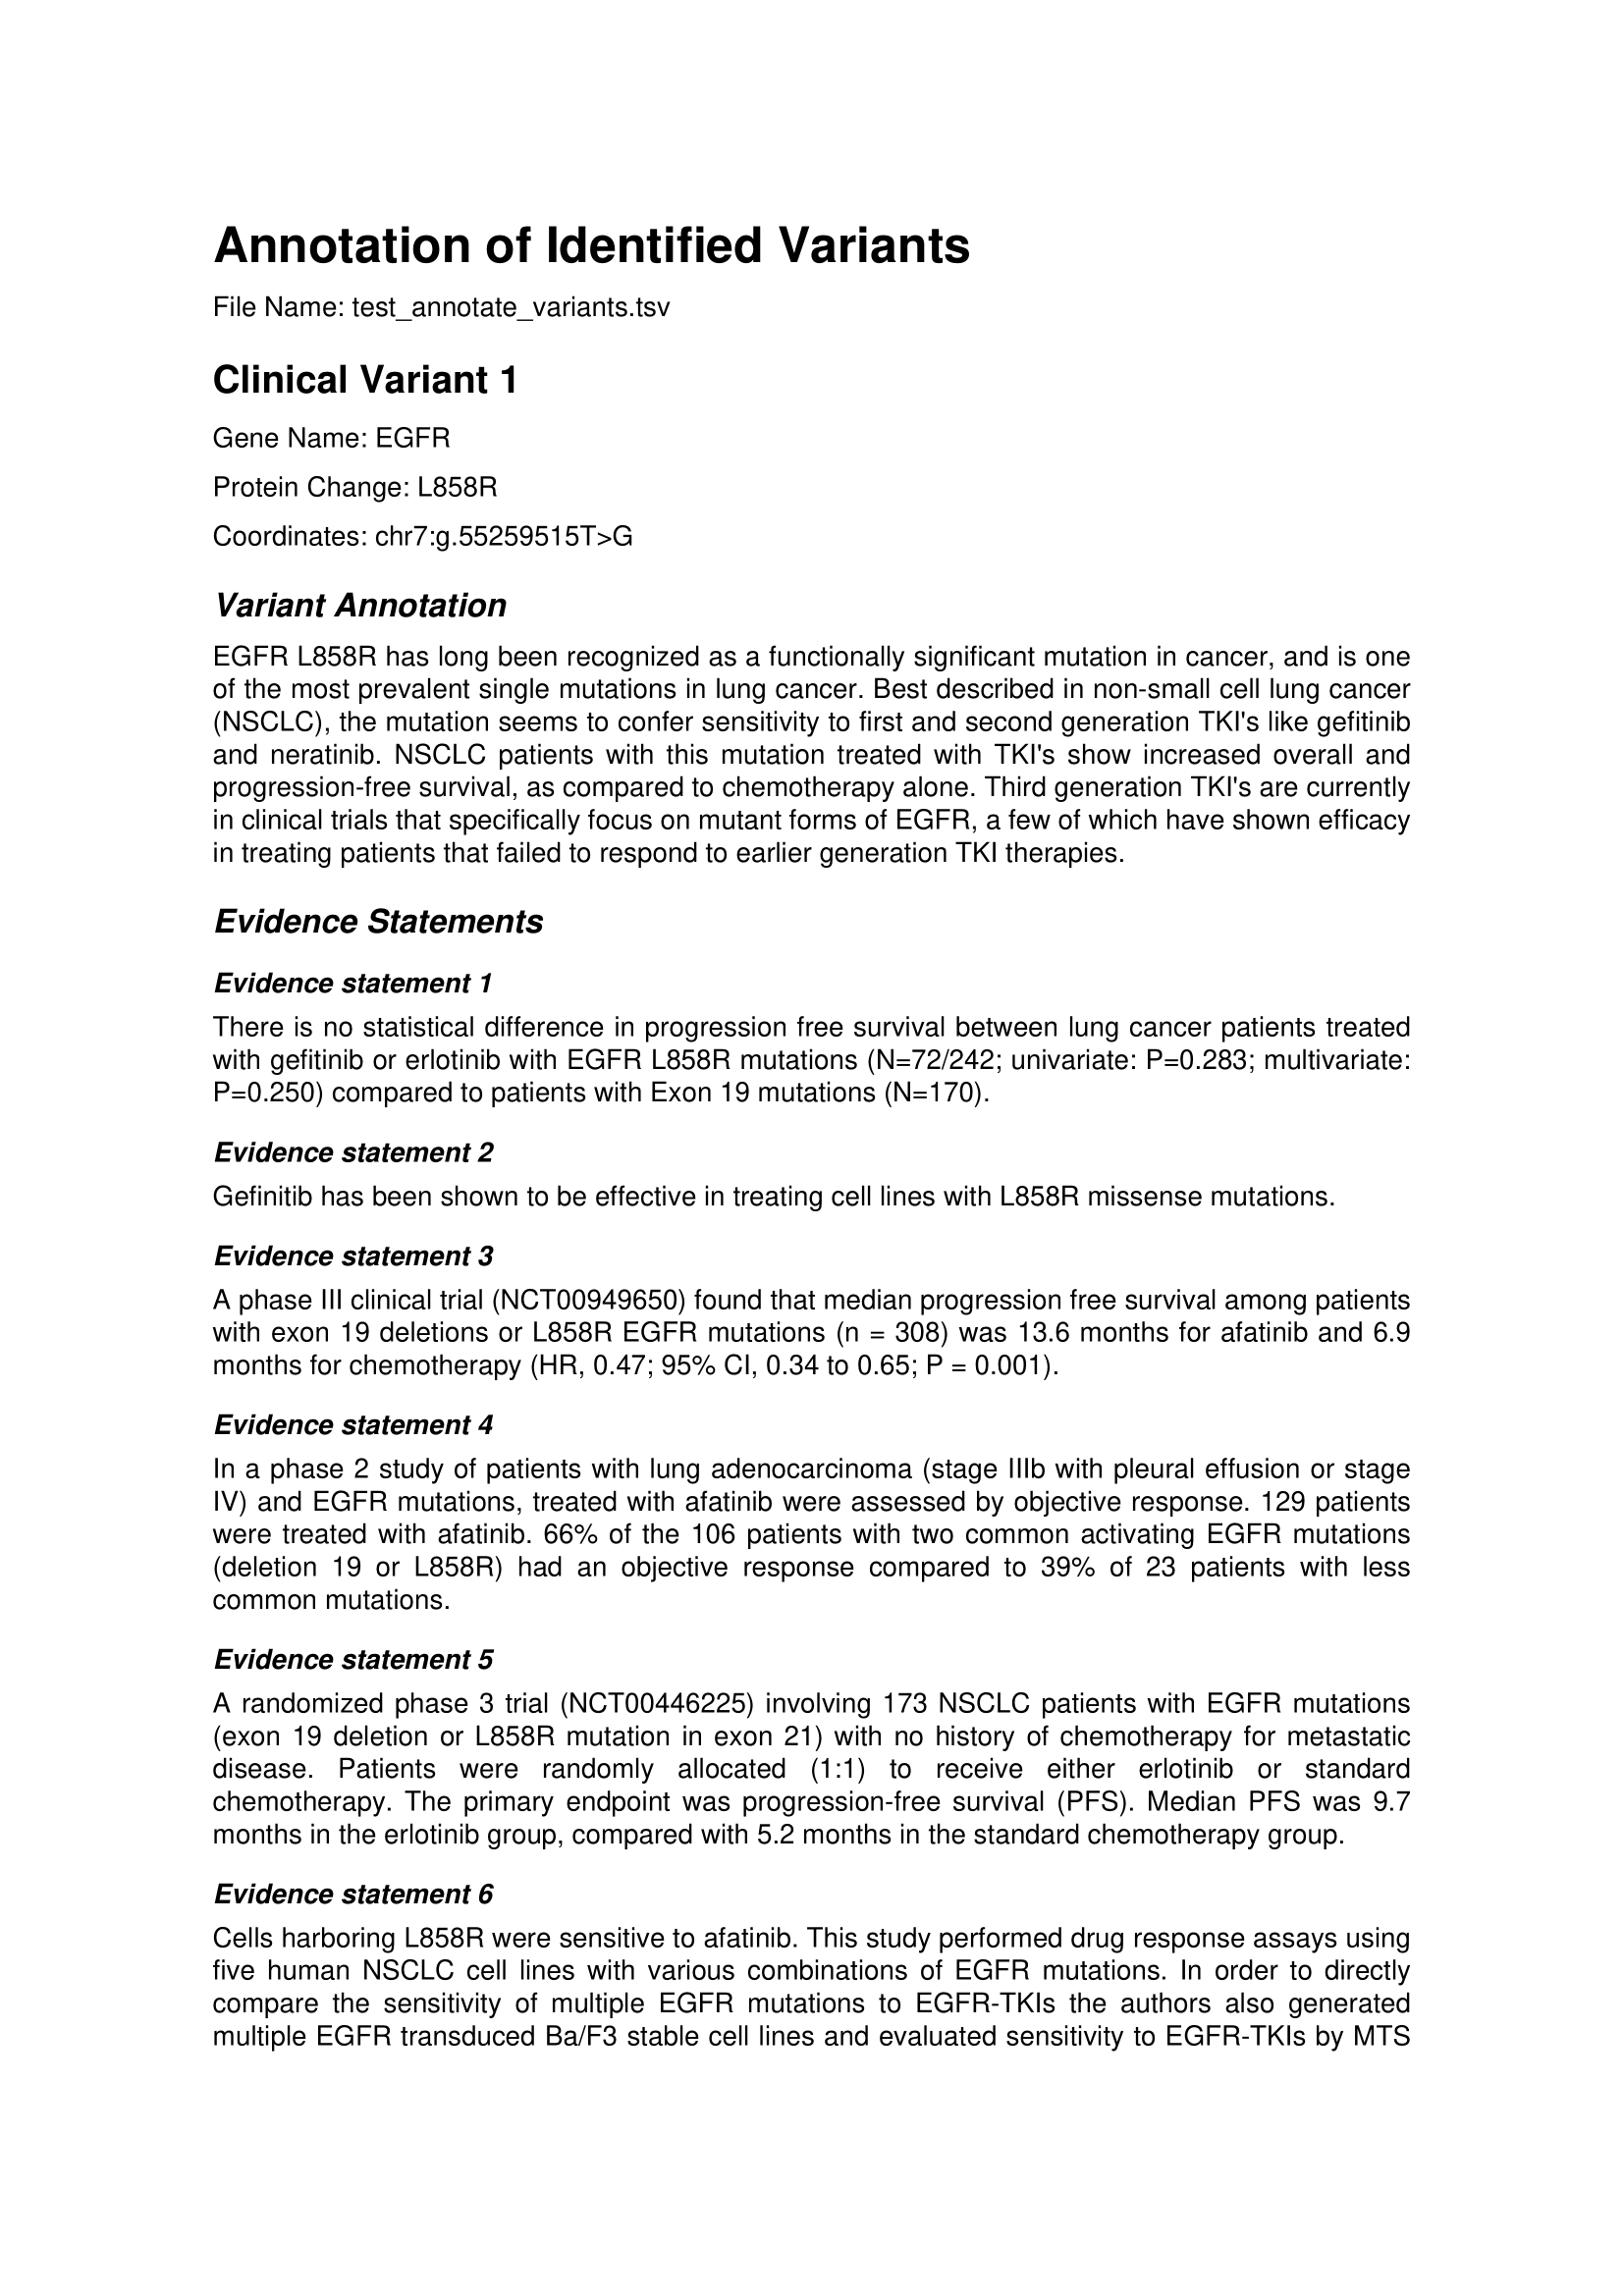 Annotation of Identified Variants
File Name: test_annotate_variants.tsv
Clinical Variant 1
Gene Name: EGFR
Protein Change: L858R
Coordinates: chr7:g.55259515T>G
Variant Annotation
EGFR L858R has long been recognized as a functionally significant mutation in cancer, and is one
of the most prevalent single mutations in lung cancer. Best described in non-small cell lung cancer
(NSCLC), the mutation seems to confer sensitivity to first and second generation TKI's like gefitinib
and neratinib. NSCLC patients with this mutation treated with TKI's show increased overall and
progression-free survival, as compared to chemotherapy alone. Third generation TKI's are currently
in clinical trials that specifically focus on mutant forms of EGFR, a few of which have shown efficacy
in treating patients that failed to respond to earlier generation TKI therapies.
Evidence Statements
Evidence statement 1
There is no statistical difference in progression free survival between lung cancer patients treated
with gefitinib or erlotinib with EGFR L858R mutations (N=72/242; univariate: P=0.283; multivariate:
P=0.250) compared to patients with Exon 19 mutations (N=170).
Evidence statement 2
Gefinitib has been shown to be effective in treating cell lines with L858R missense mutations.
Evidence statement 3
A phase III clinical trial (NCT00949650) found that median progression free survival among patients
with exon 19 deletions or L858R EGFR mutations (n = 308) was 13.6 months for afatinib and 6.9
months for chemotherapy (HR, 0.47; 95% CI, 0.34 to 0.65; P = 0.001).
Evidence statement 4
In a phase 2 study of patients with lung adenocarcinoma (stage IIIb with pleural effusion or stage
IV) and EGFR mutations, treated with afatinib were assessed by objective response. 129 patients
were treated with afatinib. 66% of the 106 patients with two common activating EGFR mutations
(deletion 19 or L858R) had an objective response compared to 39% of 23 patients with less
common mutations.
Evidence statement 5
A randomized phase 3 trial (NCT00446225) involving 173 NSCLC patients with EGFR mutations
(exon 19 deletion or L858R mutation in exon 21) with no history of chemotherapy for metastatic
disease. Patients were randomly allocated (1:1) to receive either erlotinib or standard
chemotherapy. The primary endpoint was progression-free survival (PFS). Median PFS was 9.7
months in the erlotinib group, compared with 5.2 months in the standard chemotherapy group.
Evidence statement 6
Cells harboring L858R were sensitive to afatinib. This study performed drug response assays using
five human NSCLC cell lines with various combinations of EGFR mutations. In order to directly
compare the sensitivity of multiple EGFR mutations to EGFR-TKIs the authors also generated
multiple EGFR transduced Ba/F3 stable cell lines and evaluated sensitivity to EGFR-TKIs by MTS